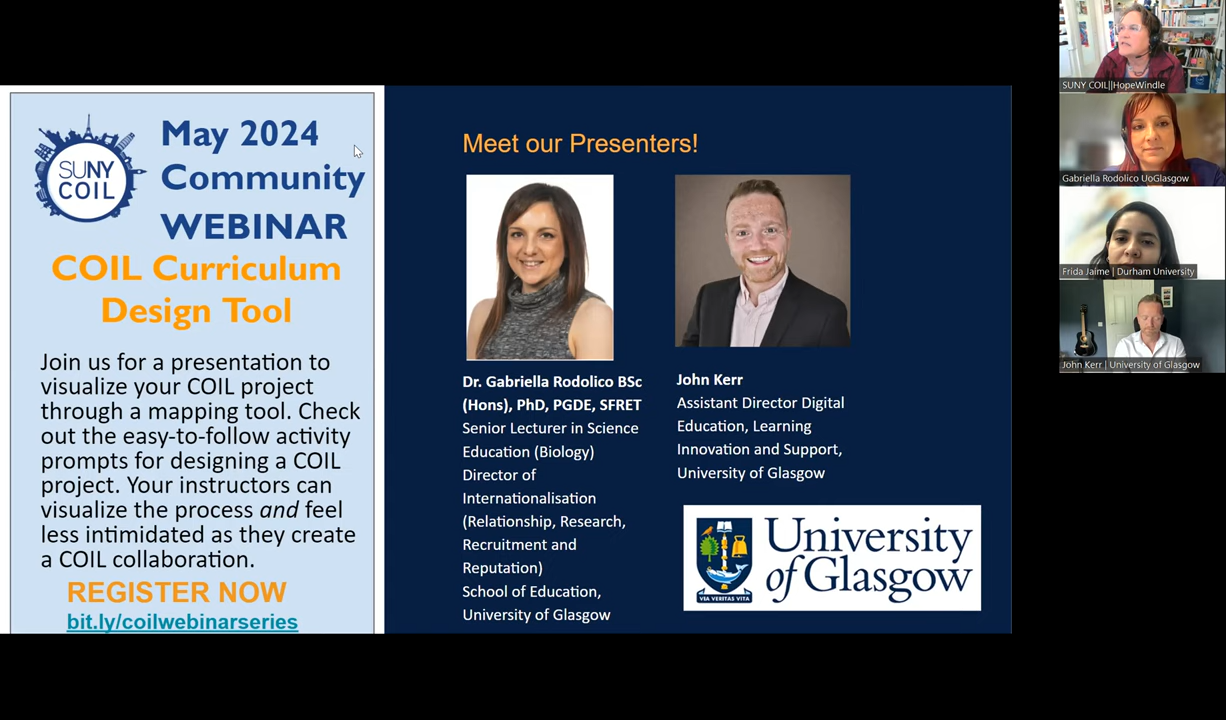 SUNY
COIL
May 2024
Community
WEBINAR
COIL Curriculum
Design Tool
Join us for a presentation to
visualize your COIL project
through a mapping tool. Check
out the easy-to-follow activity
prompts for designing a COIL
project. Your instructors can
visualize the process and feel
less intimidated as they create
a COIL collaboration.
REGISTER NOW
bit.ly/coilwebinarseries
Meet our Presenters!
Dr. Gabriella Rodolico BSc
(Hons), PhD, PGDE, SFRET
Senior Lecturer in Science
Education (Biology)
Director of
Internationalisation
(Relationship, Research,
Recruitment and
Reputation)
School of Education,
University of Glasgow
John Kerr
Assistant Director Digital
Education, Learning
Innovation and Support,
University of Glasgow
University
of Glasgow
VIA VERITAS VITA
SUNY COIL||HopeWindle
Gabriella Rodolico UoGlasgow
Frida Jaime | Durham University
John Kerr | University of Glasgow